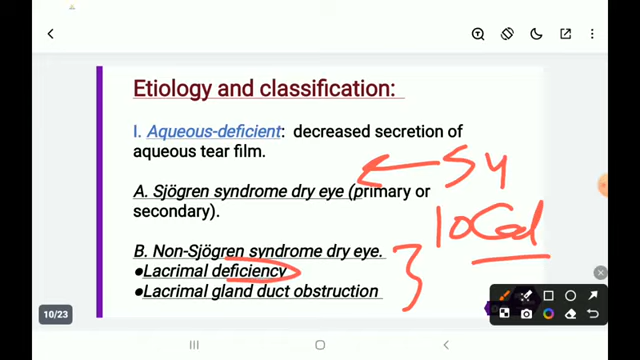 Etiology and classification:
I. Aqueous-deficient: decreased secretion of
aqueous tear film.
A. Sjögren syndrome dry eye (primary or
secondary).
B. Non-Sjögren syndrome dry eye.
●Lacrimal deficiency
●Lacrimal gland duct obstruction
Sy
local
10/23